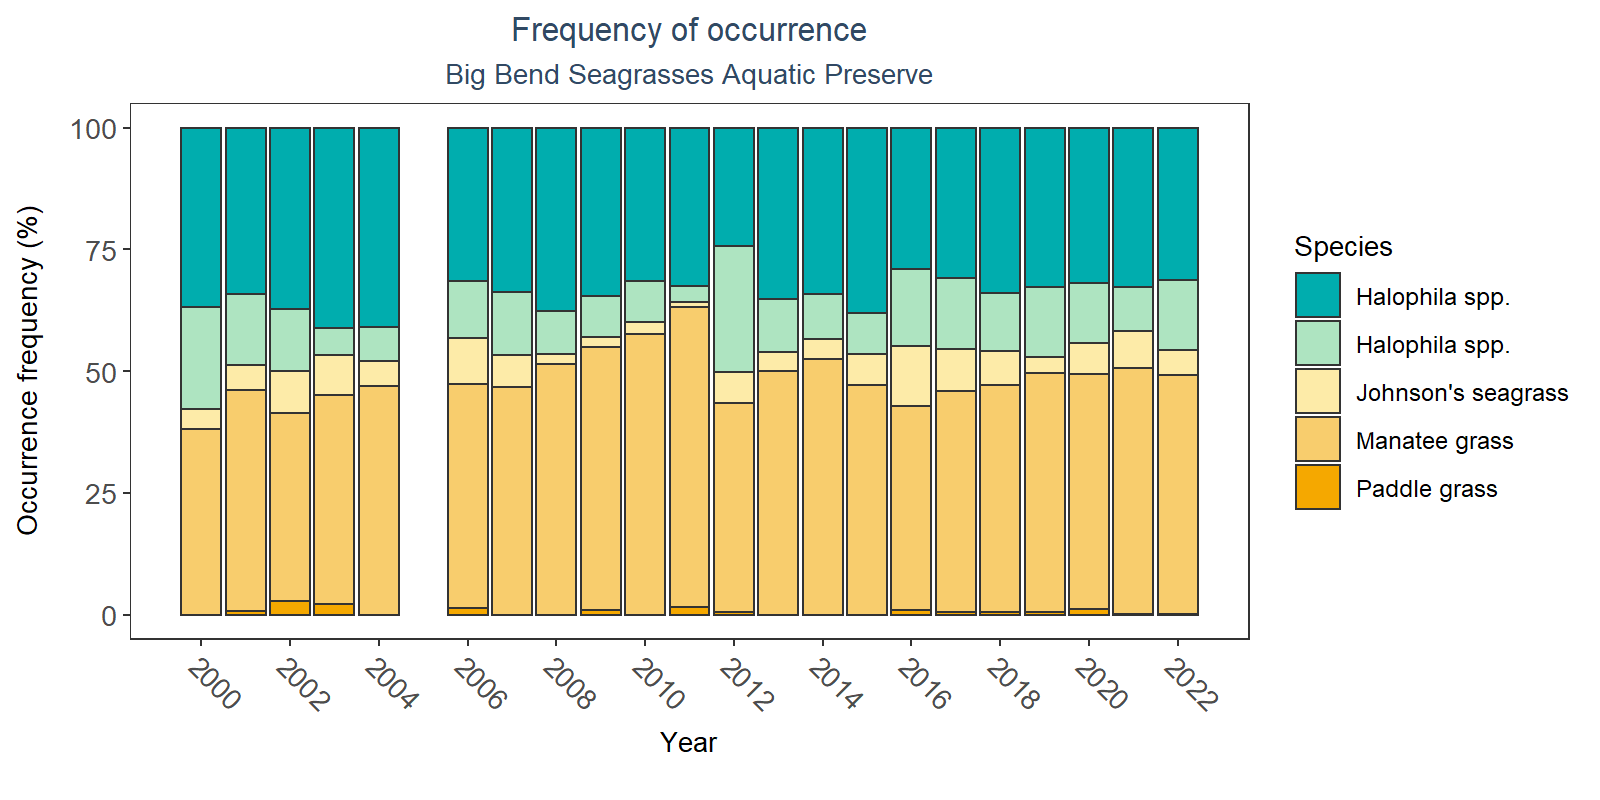 Frequency of occurrence
Big Bend Seagrasses Aquatic Preserve
Occurrence frequency (%)
100
75
50
25
0
2000
2002
2004
2006
2008
2010
2012
2014
2016
2018
2020
2022
Year
Species
Halophila spp.
Halophila spp.
Johnson's seagrass
Manatee grass
Paddle grass